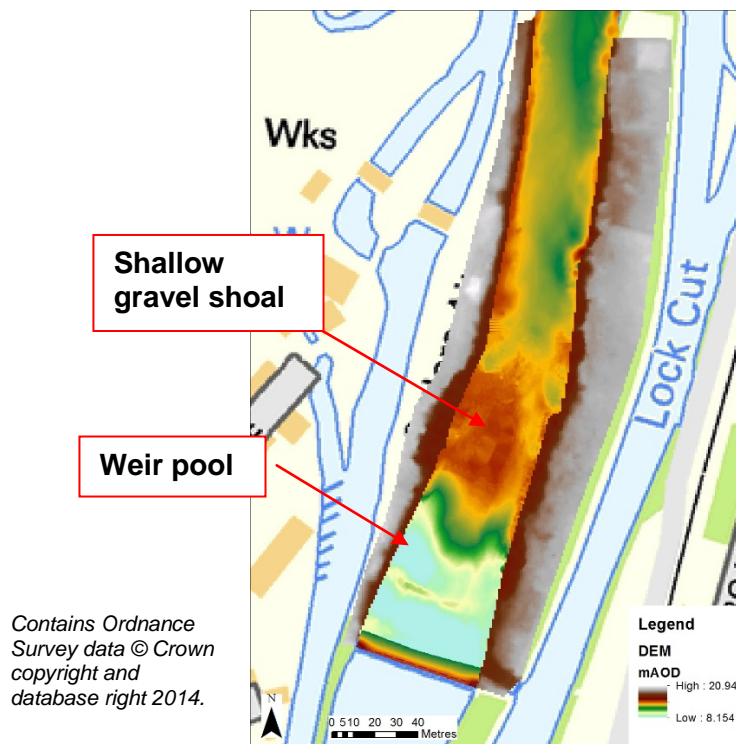 Wks
Shallow
gravel shoal
Weir pool
Lock Cut
Contains Ordnance
Survey data © Crown
copyright and
database right 2014.
N
0 5 10 20 30 40
Metres
Legend
DEM
mAOD
High : 20.94
Low : 8.154